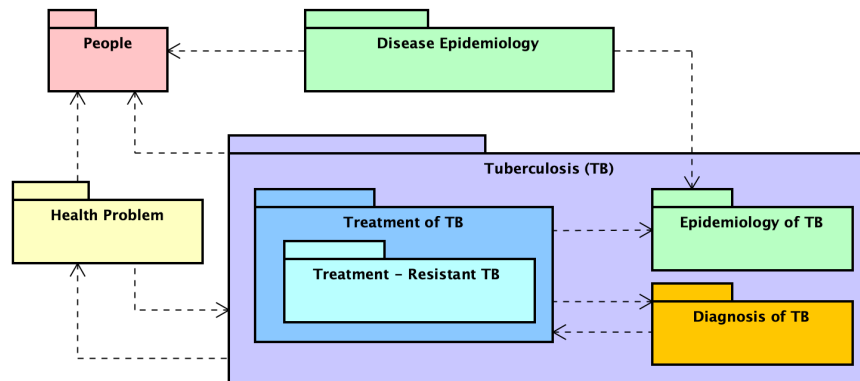 People
Disease Epidemiology
Tuberculosis (TB)
Health Problem
Treatment of TB
Epidemiology of TB
Treatment - Resistant TB
Diagnosis of TB